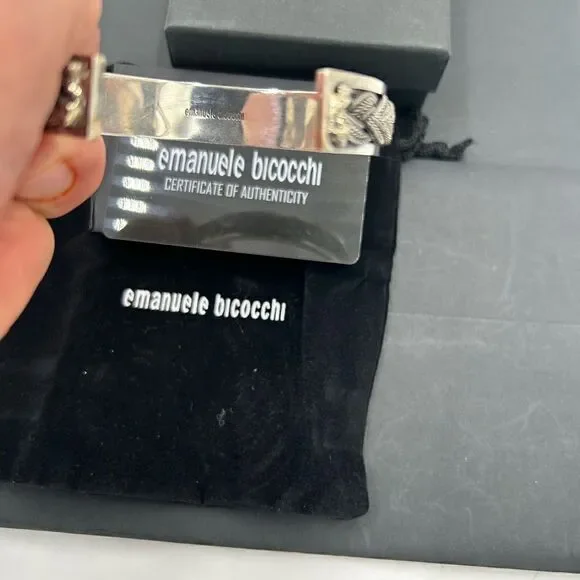 emanuele bicocchi
emanuele bicocchi
CERTIFICATE OF AUTHENTICITY
emanuele bicocchi